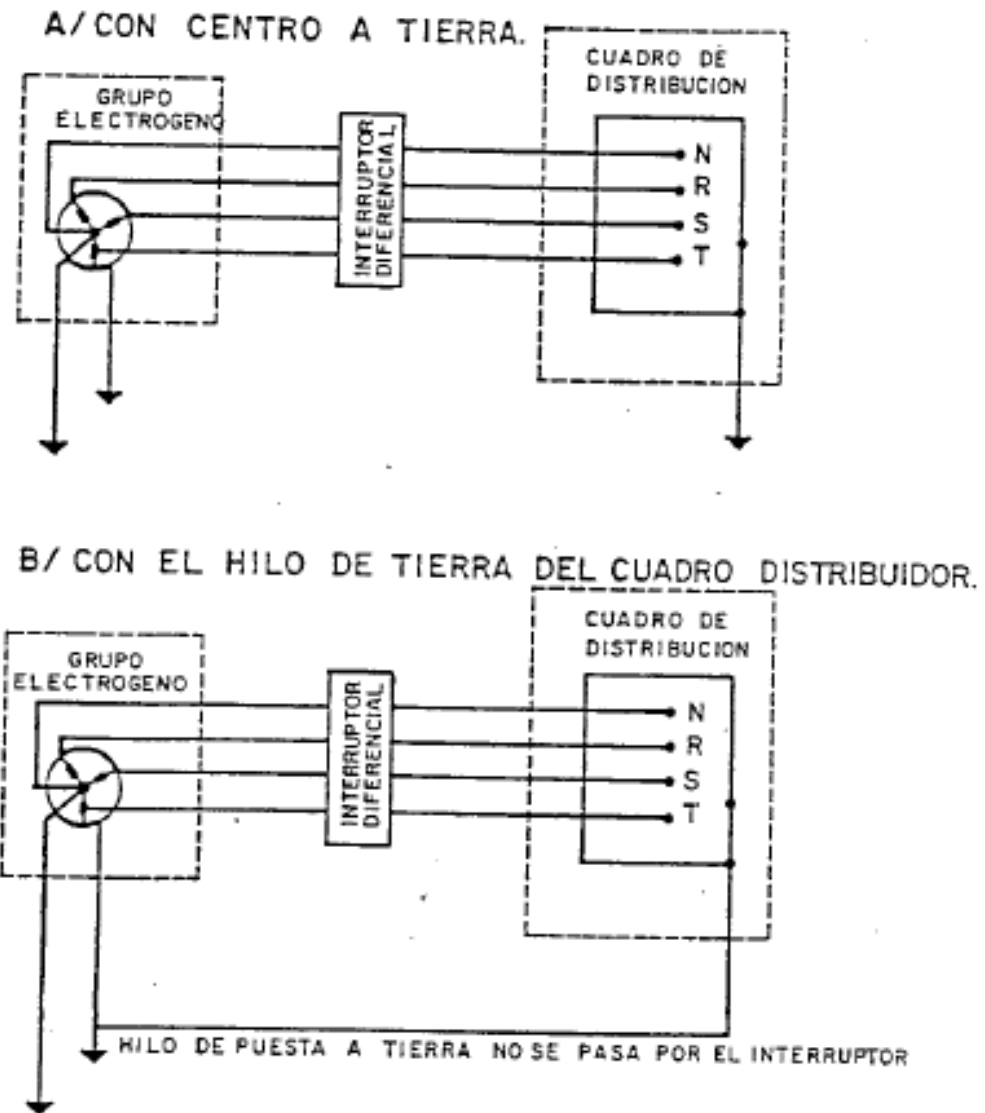 A/ CON CENTRO A TIERRA.
CUADRO DE
DISTRIBUCION
GRUPO
ELECTROGENO
INTERRUPTOR
DIFERENCIAL
N
R
S
T
B/ CON EL HILO DE TIERRA DEL CUADRO DISTRIBUIDOR.
CUADRO DE
DISTRIBUCION
GRUPO
ELECTROGENO
INTERRUPTOR
DIFERENCIAL
N
R
S
T
HILO DE PUESTA A TIERRA NO SE PASA POR EL INTERRUPTOR